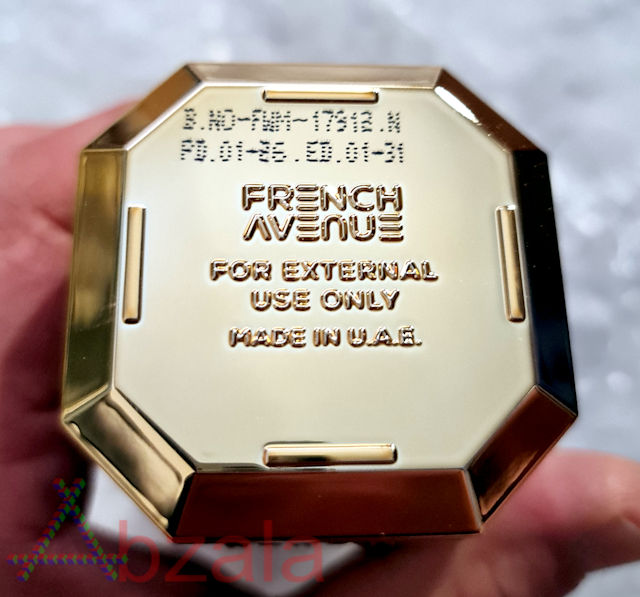 B.NO-FWM-17912.N
PD.01-26.ED.01-31
FRENCH
AVENUE
FOR EXTERNAL
USE ONLY
MADE IN U.A.E.
Abzala